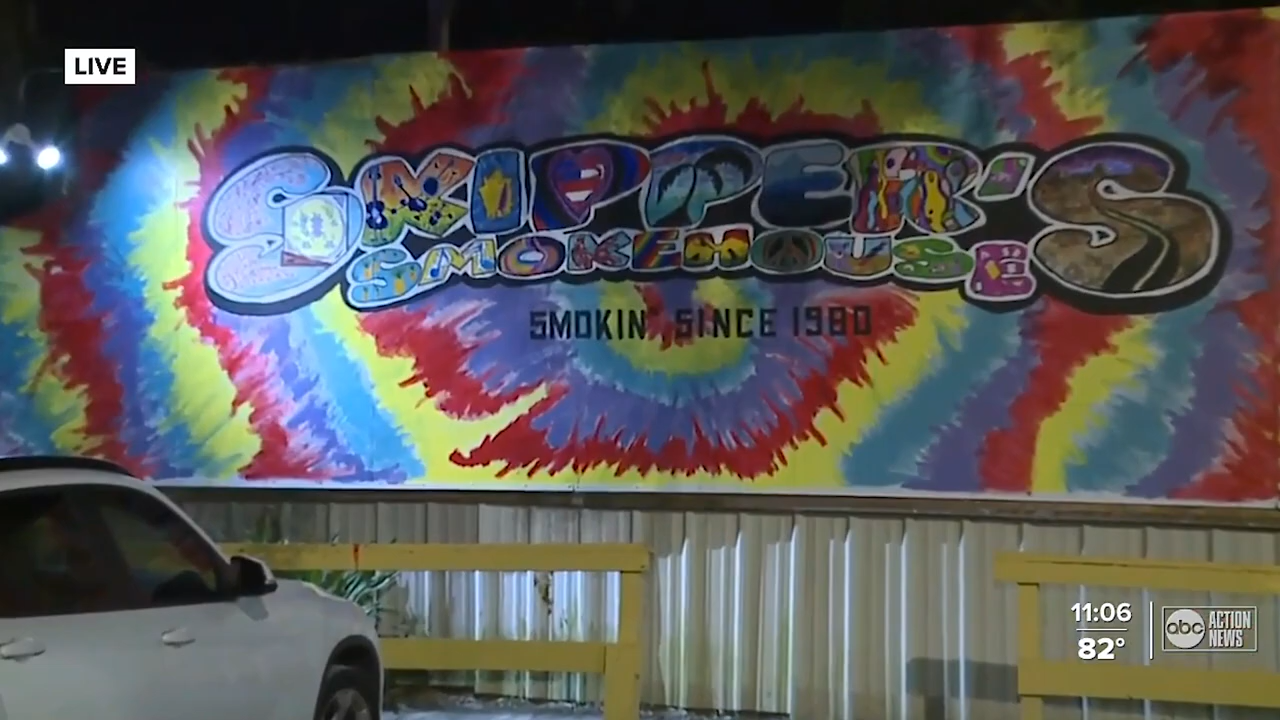 LIVE
SKIPPER'S
SMOKEHOUSE
SMOKIN' SINCE 1980
11:06
82°
abc ACTION NEWS